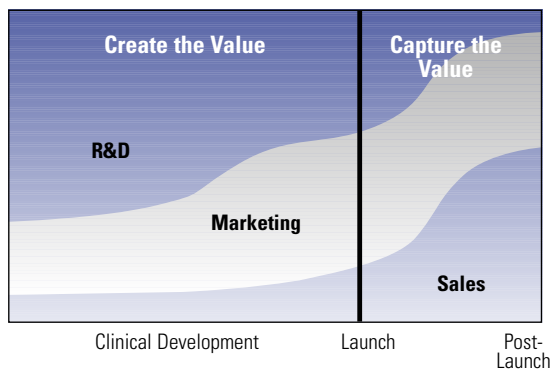 Create the Value
Capture the
Value
R&D
Marketing
Sales
Clinical Development
Launch
Post-
Launch